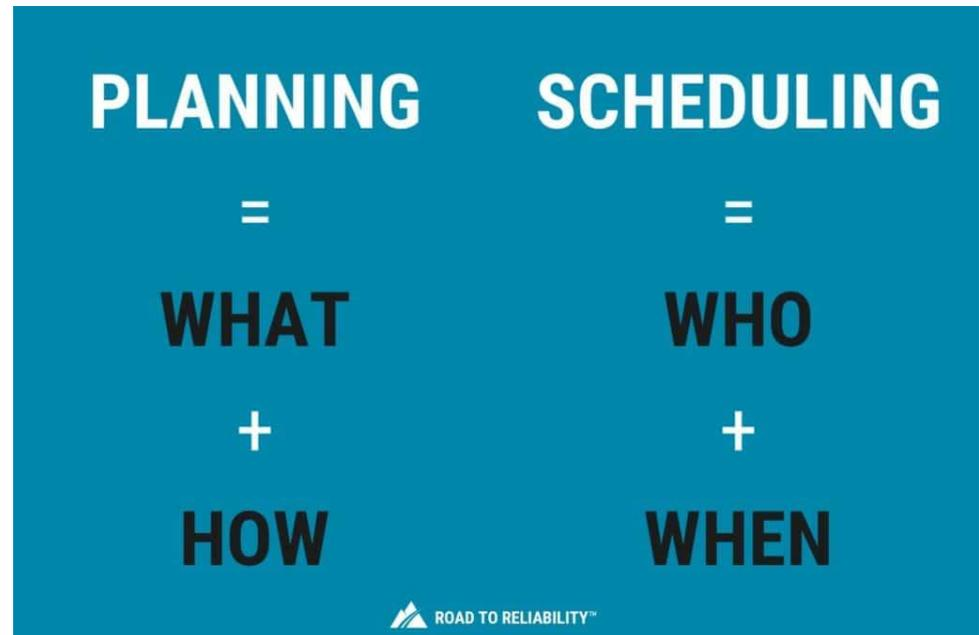 PLANNING
=
WHAT
+
HOW
SCHEDULING
=
WHO
+
WHEN
ROAD TO RELIABILITY™